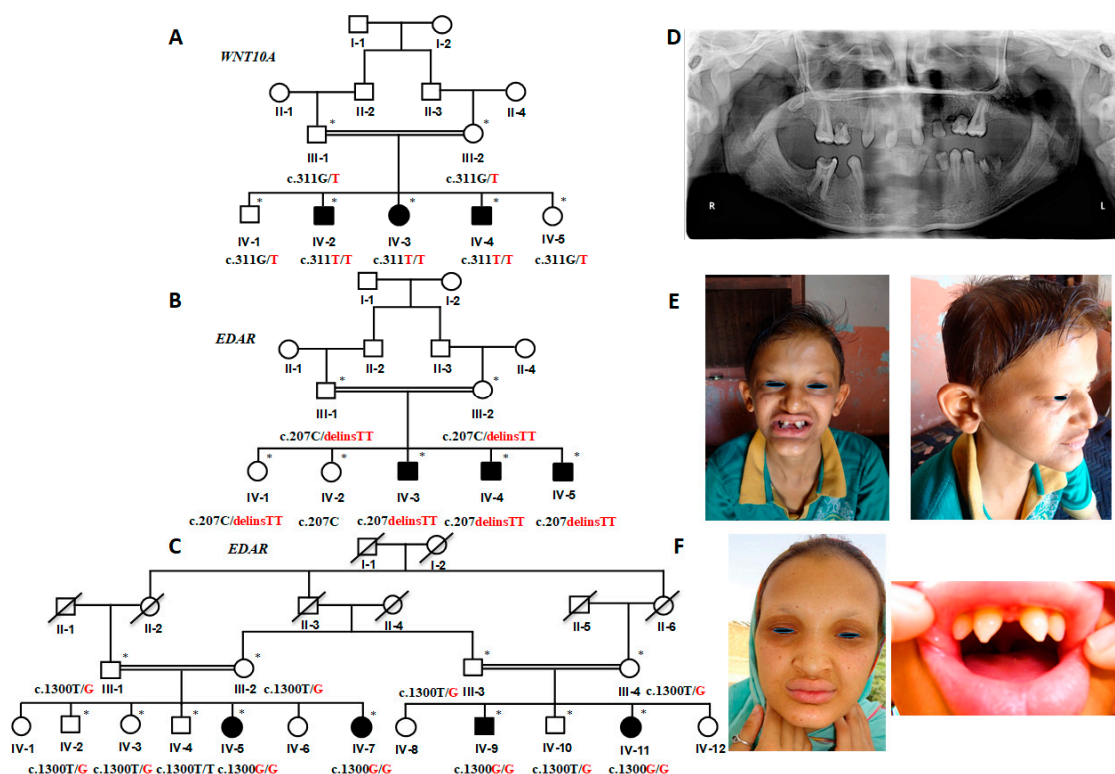 A
WNT10A
I-1 I-2
II-1 II-2 II-3 II-4
* *
III-1 III-2
c.311G/T c.311G/T
* * * * *
IV-1 IV-2 IV-3 IV-4 IV-5
c.311G/T c.311T/T c.311T/T c.311T/T c.311G/T
B
EDAR
I-1 I-2
II-1 II-2 II-3 II-4
* *
III-1 III-2
c.207C/delinsTT c.207C/delinsTT
* * * * *
IV-1 IV-2 IV-3 IV-4 IV-5
c.207C/delinsTT c.207C c.207delinsTT c.207delinsTT c.207delinsTT
C
EDAR
I-1 I-2
II-1 II-2 II-3 II-4 II-5 II-6
* * * *
III-1 III-2 III-3 III-4
c.1300T/G c.1300T/G c.1300T/G c.1300T/G
* * * * * * * *
IV-1 IV-2 IV-3 IV-4 IV-5 IV-6 IV-7 IV-8 IV-9 IV-10 IV-11 IV-12
c.1300T/G c.1300T/G c.1300T/T c.1300G/G c.1300G/G c.1300G/G c.1300T/G c.1300G/G
D
R L
E
F